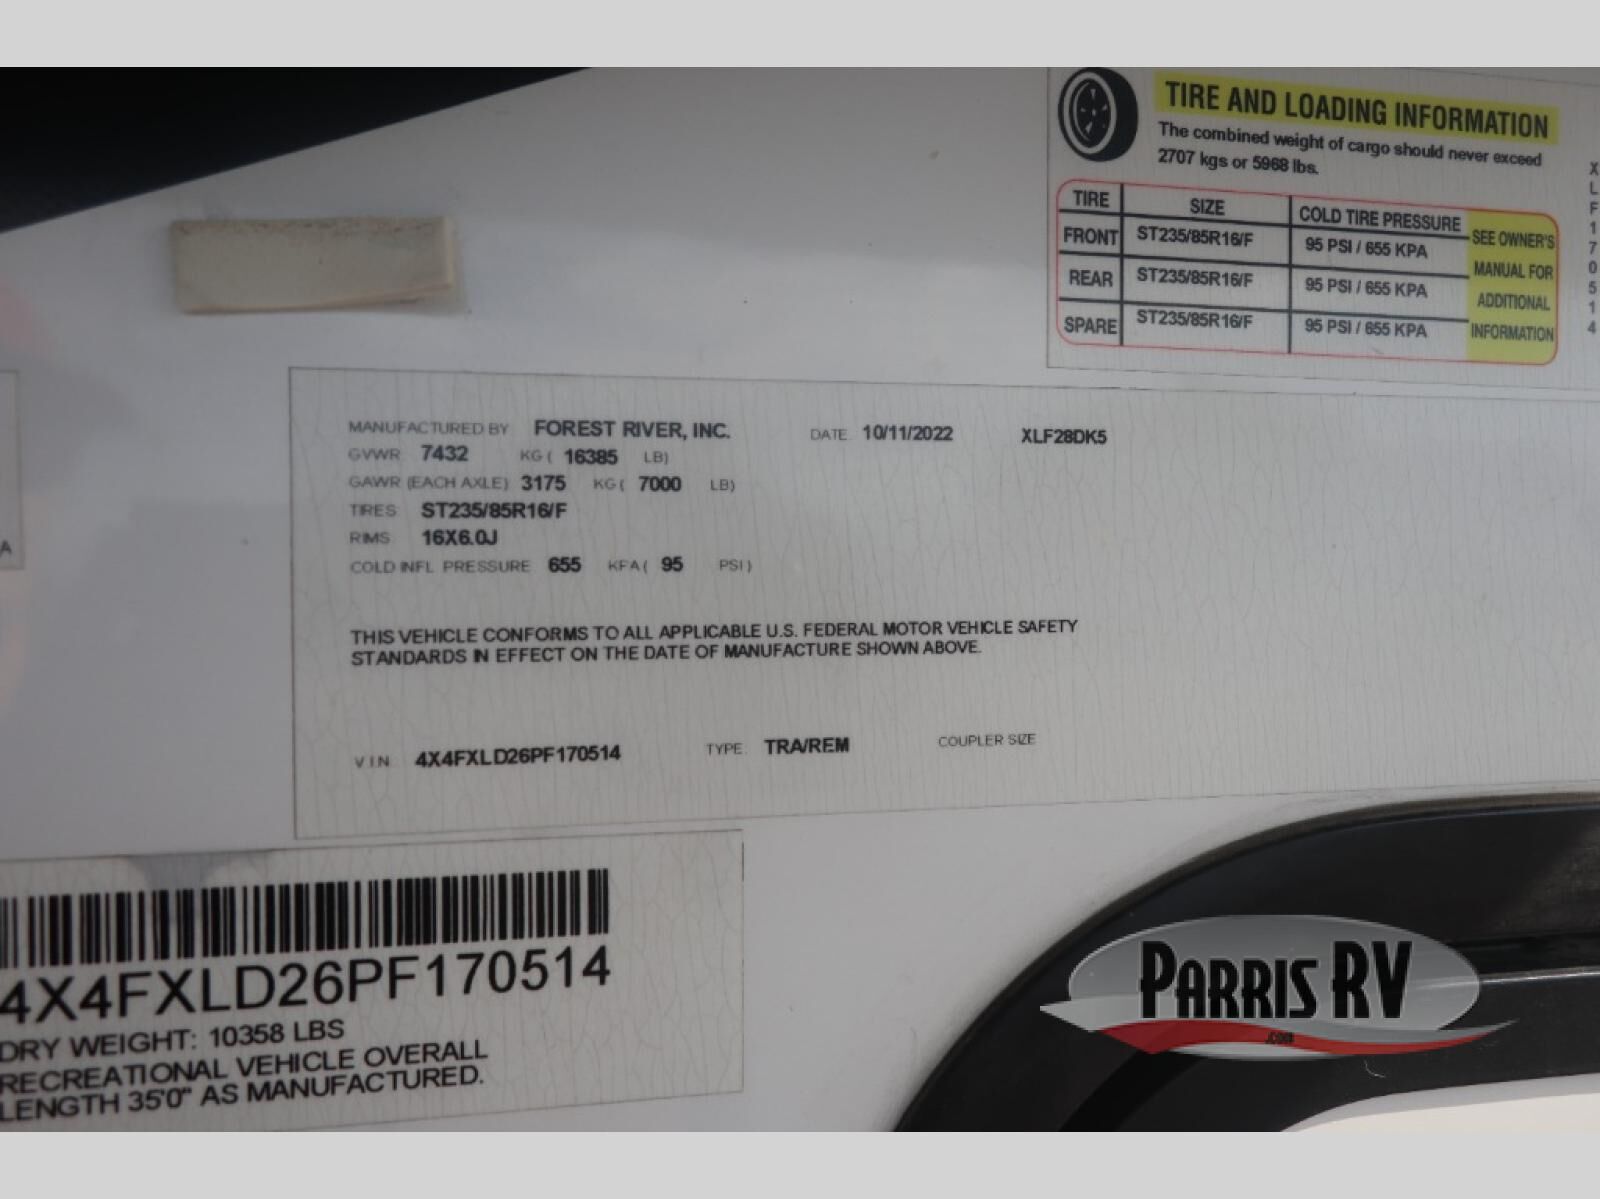 TIRE AND LOADING INFORMATION
The combined weight of cargo should never exceed
2707 kgs or 5968 lbs.
TIRE SIZE COLD TIRE PRESSURE
FRONT ST235/85R16/F 95 PSI / 655 KPA
REAR ST235/85R16/F 95 PSI / 655 KPA
SPARE ST235/85R16/F 95 PSI / 655 KPA
SEE OWNER'S
MANUAL FOR
ADDITIONAL
INFORMATION
XLF170514
MANUFACTURED BY FOREST RIVER, INC. DATE 10/11/2022 XLF28DK5
GVWR 7432 KG ( 16385 LB)
GAWR (EACH AXLE) 3175 KG ( 7000 LB)
TIRES ST235/85R16/F
RIMS 16X6.0J
COLD INFL PRESSURE 655 KPA ( 95 PSI )
THIS VEHICLE CONFORMS TO ALL APPLICABLE U.S. FEDERAL MOTOR VEHICLE SAFETY
STANDARDS IN EFFECT ON THE DATE OF MANUFACTURE SHOWN ABOVE.
V I N 4X4FXLD26PF170514 TYPE: TRA/REM COUPLER SIZE
A
4X4FXLD26PF170514
DRY WEIGHT: 10358 LBS
RECREATIONAL VEHICLE OVERALL
LENGTH 35'0" AS MANUFACTURED.
PARRIS RV
.COM